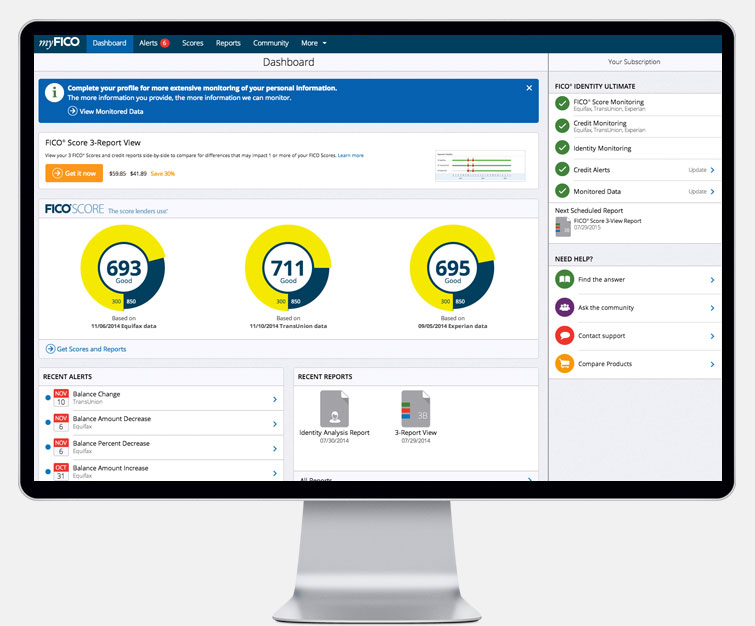 myFICO Dashboard Alerts 6 Scores Reports Community More
Dashboard
Complete your profile for more extensive monitoring of your personal information.
The more information you provide, the more information we can monitor.
View Monitored Data
FICO® Score 3-Report View
View your 3 FICO® Scores and credit reports side-by-side to compare for differences that may impact 1 or more of your FICO Scores. Learn more
Get it now $59.85 $41.89 Save 30%
FICO® SCORE The score lenders use!
693 711 695
Good Good Good
300 850 300 850 300 850
Based on Based on Based on
11/06/2014 Equifax data 11/10/2014 TransUnion data 09/05/2014 Experian data
Get Scores and Reports
RECENT ALERTS
NOV 10 Balance Change
TransUnion
NOV 6 Balance Amount Decrease
Equifax
NOV 6 Balance Percent Decrease
Equifax
OCT 31 Balance Amount Increase
Equifax
RECENT REPORTS
3B
Identity Analysis Report 3-Report View
07/30/2014 07/29/2014
All Reports
Your Subscription
FICO® IDENTITY ULTIMATE
FICO® Score Monitoring
Equifax, TransUnion, Experian
Credit Monitoring
Equifax, TransUnion, Experian
Identity Monitoring
Credit Alerts Update
Monitored Data Update
Next Scheduled Report
3B FICO® Score 3-View Report
07/29/2015
NEED HELP?
Find the answer
Ask the community
Contact support
Compare Products